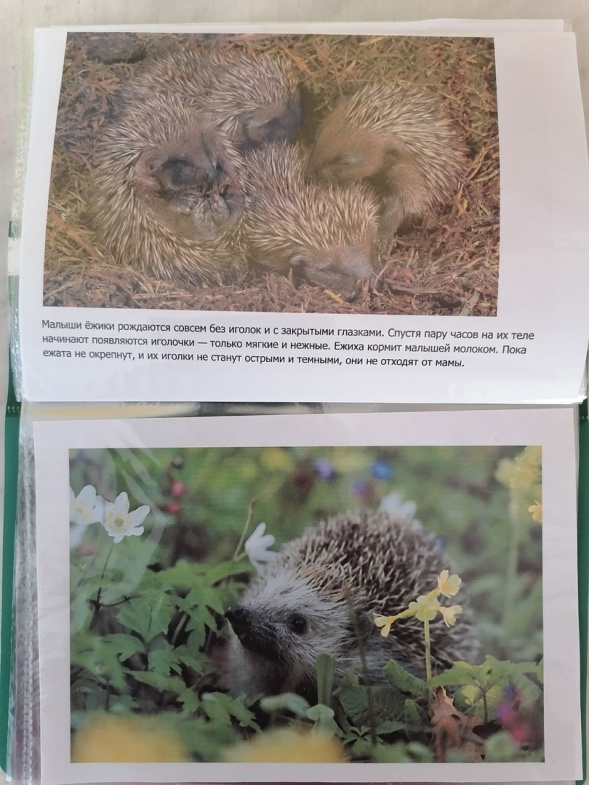 Малыши ёжики рождаются совсем без иголок и с закрытыми глазками. Спустя пару часов на их теле
начинают появляются иголочки — только мягкие и нежные. Ежиха кормит малышей молоком. Пока
ежата не окрепнут, и их иголки не станут острыми и темными, они не отходят от мамы.